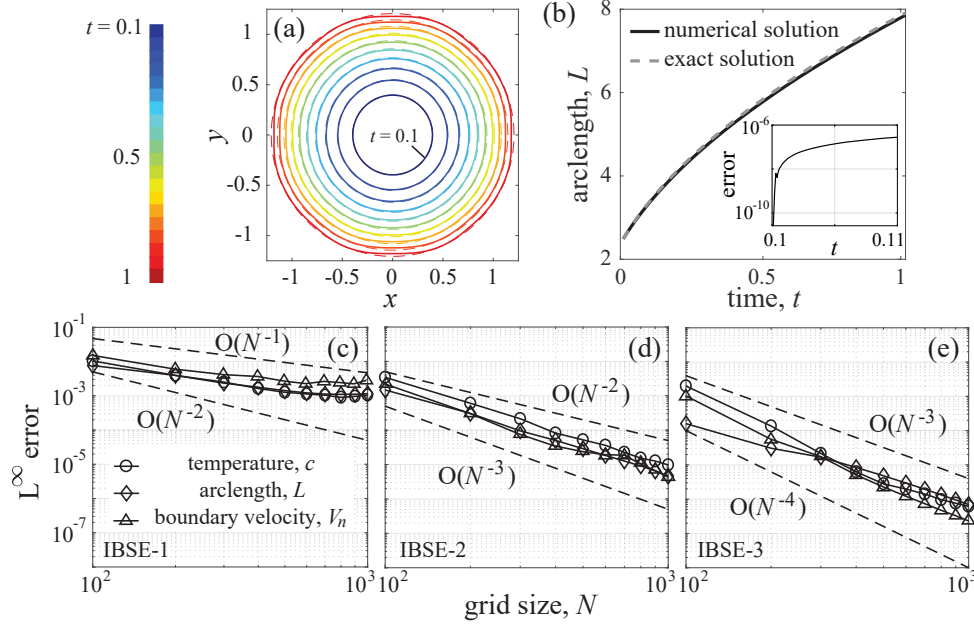 t = 0.1
0.5
1
(a)
1
0.5
0
-0.5
-1
y
t = 0.1
-1
-0.5
0
0.5
1
x
(b)
8
6
4
2
arclength, L
numerical solution
exact solution
10^-6
10^-10
error
0.1
t
0.11
0
0.5
1
time, t
10^-1
10^-3
10^-5
10^-7
L^∞ error
O(N^-1)
(c)
O(N^-2)
temperature, c
arclength, L
boundary velocity, V_n
IBSE-1
10^2
10^3
(d)
O(N^-2)
O(N^-3)
IBSE-2
10^2
10^3
(e)
O(N^-3)
O(N^-4)
IBSE-3
10^2
10^3
grid size, N